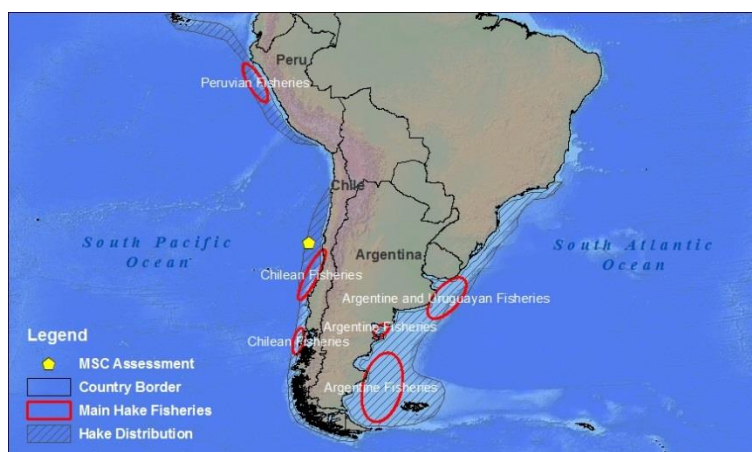 Peru
Peruvian Fisheries
Chile
South Pacific
Ocean
Argentina
South Atlantic
Ocean
Chilean Fisheries
Argentine and Uruguayan Fisheries
Argentine Fisheries
Chilean Fisheries
Argentine Fisheries
Legend
MSC Assessment
Country Border
Main Hake Fisheries
Hake Distribution